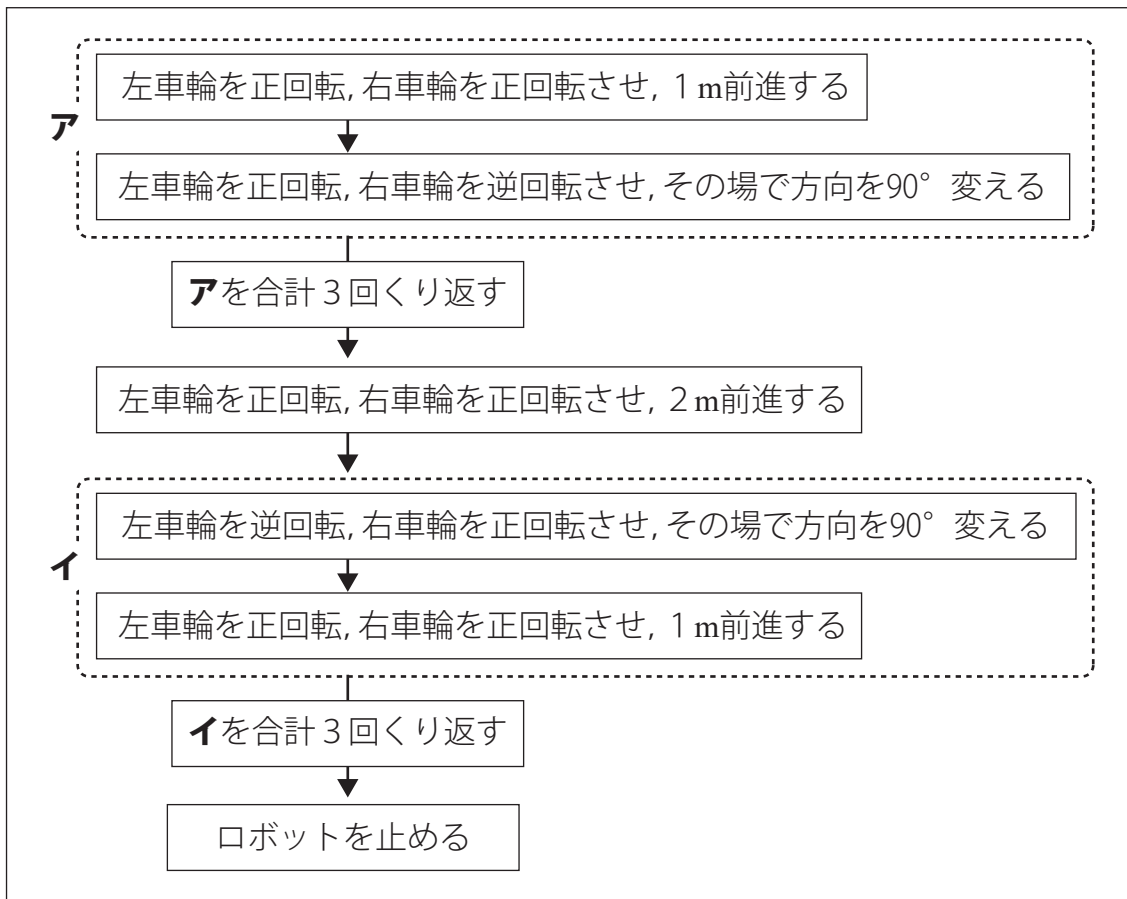 左車輪を正回転, 右車輪を正回転させ, 1m前進する
ア
左車輪を正回転, 右車輪を逆回転させ, その場で方向を90° 変える
アを合計3回くり返す
左車輪を正回転, 右車輪を正回転させ, 2m前進する
左車輪を逆回転, 右車輪を正回転させ, その場で方向を90° 変える
イ
左車輪を正回転, 右車輪を正回転させ, 1m前進する
イを合計3回くり返す
ロボットを止める